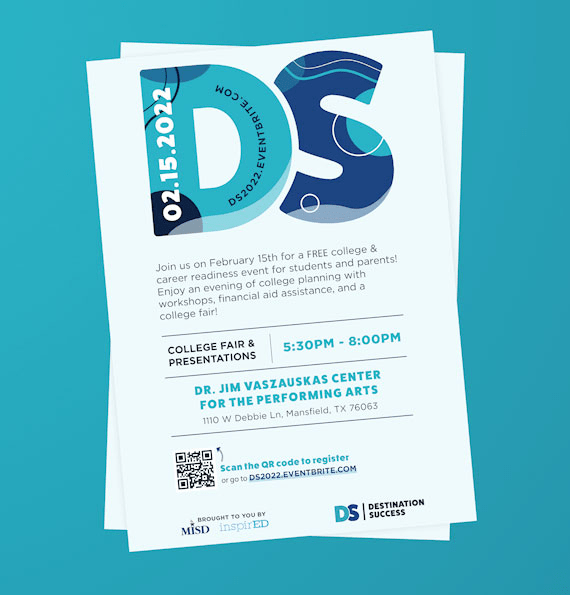 DS
02.15.2022
DS2022.EVENTBRITE.COM
Join us on February 15th for a FREE college &
career readiness event for students and parents!
Enjoy an evening of college planning with
workshops, financial aid assistance, and a
college fair!
COLLEGE FAIR &
PRESENTATIONS
5:30PM - 8:00PM
DR. JIM VASZAUSKAS CENTER
FOR THE PERFORMING ARTS
1110 W Debbie Ln, Mansfield, TX 76063
Scan the QR code to register
or go to DS2022.EVENTBRITE.COM
BROUGHT TO YOU BY
MISD inspirED
DS DESTINATION
SUCCESS